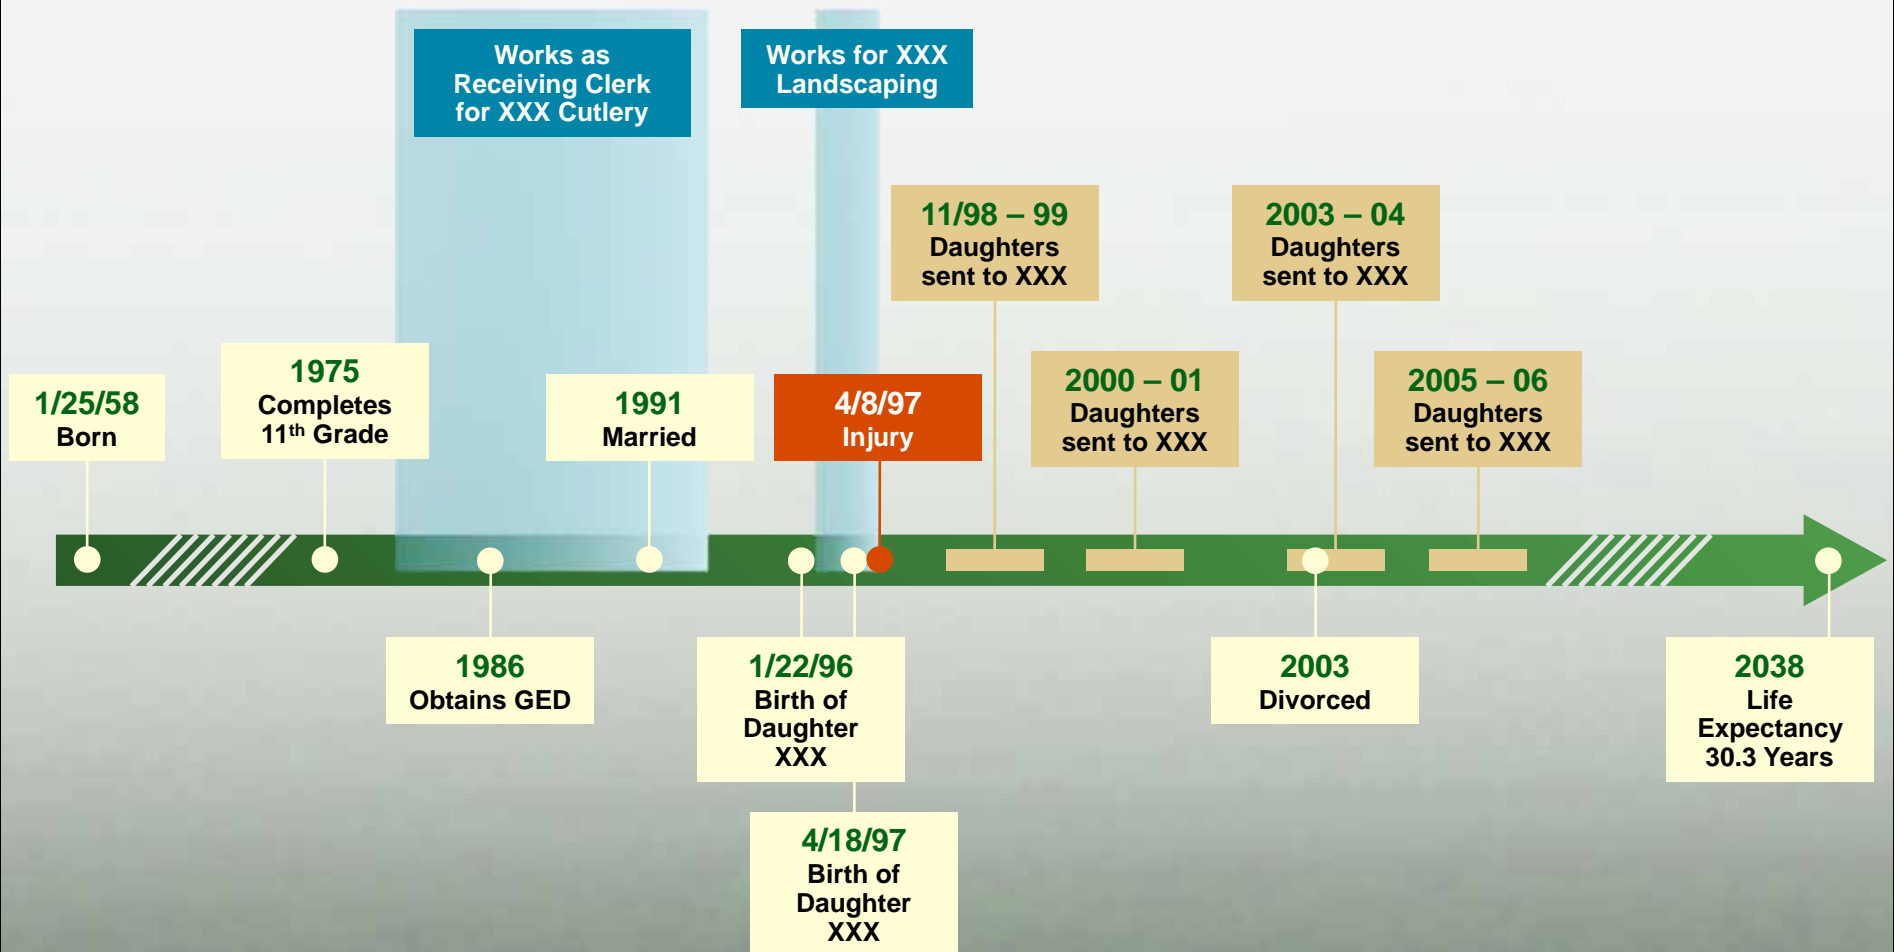 Works as
Receiving Clerk
for XXX Cutlery
Works for XXX
Landscaping
11/98 – 99
Daughters
sent to XXX
2003 – 04
Daughters
sent to XXX
1/25/58
Born
1975
Completes
11th Grade
1991
Married
4/8/97
Injury
2000 – 01
Daughters
sent to XXX
2005 – 06
Daughters
sent to XXX
1986
Obtains GED
1/22/96
Birth of
Daughter
XXX
4/18/97
Birth of
Daughter
XXX
2003
Divorced
2038
Life
Expectancy
30.3 Years